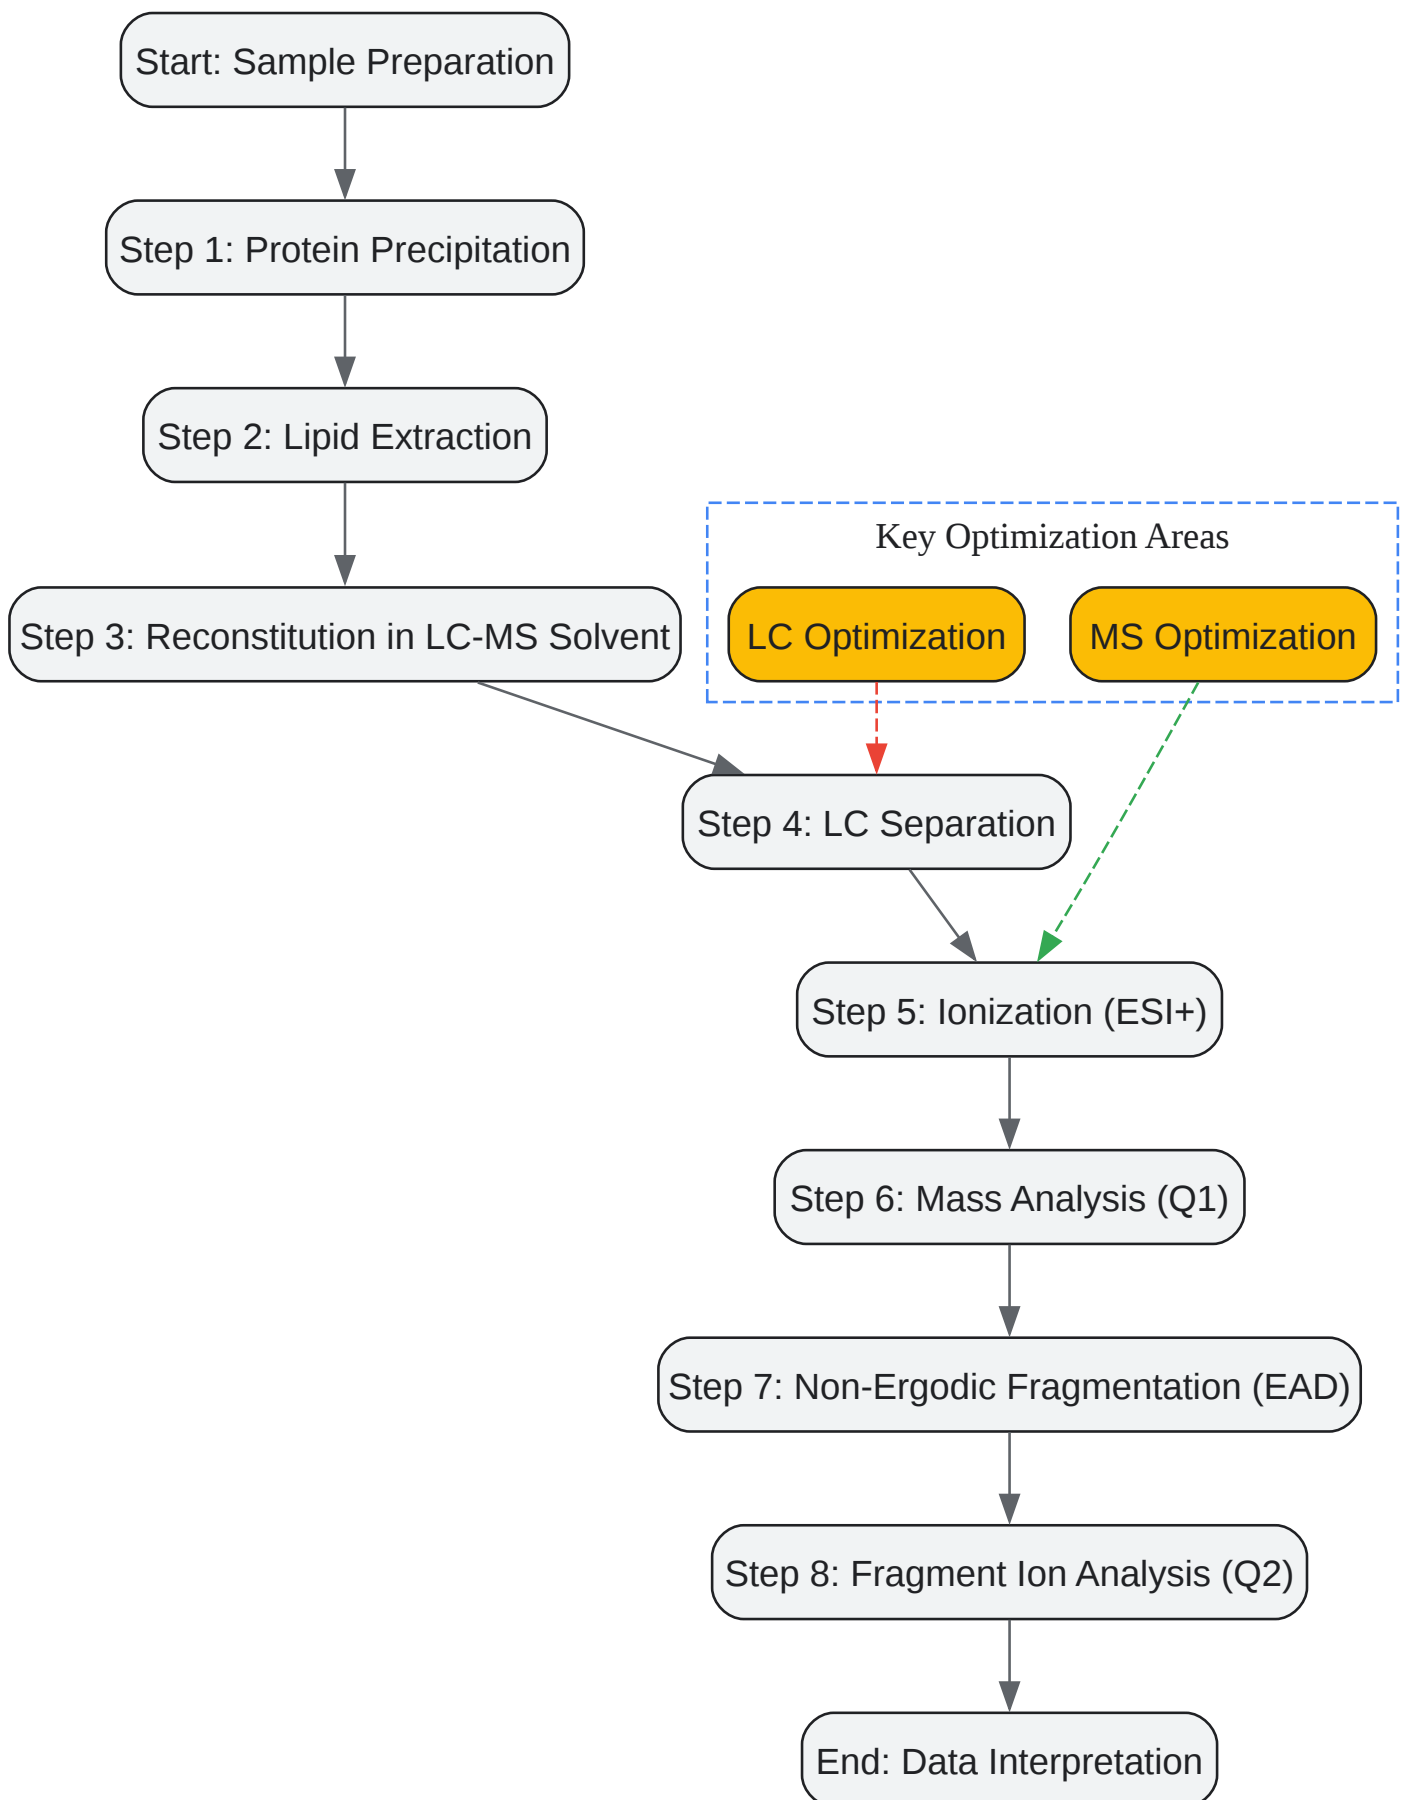 Start: Sample Preparation
Step 1: Protein Precipitation
Step 2: Lipid Extraction
Key Optimization Areas
Step 3: Reconstitution in LC-MS Solvent
LC Optimization
MS Optimization
Step 4: LC Separation
Step 5: Ionization (ESI+)
Step 6: Mass Analysis (Q1)
Step 7: Non-Ergodic Fragmentation (EAD)
Step 8: Fragment Ion Analysis (Q2)
End: Data Interpretation